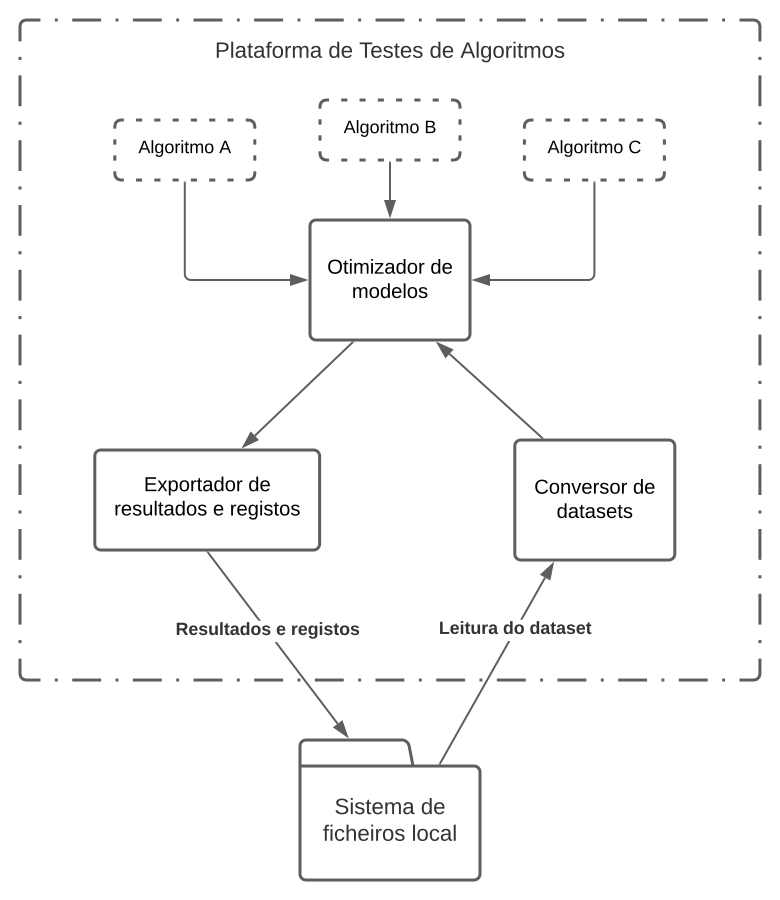 Plataforma de Testes de Algoritmos
Algoritmo A
Algoritmo B
Algoritmo C
Otimizador de
modelos
Exportador de
resultados e registos
Conversor de
datasets
Resultados e registos
Leitura do dataset
Sistema de
ficheiros local